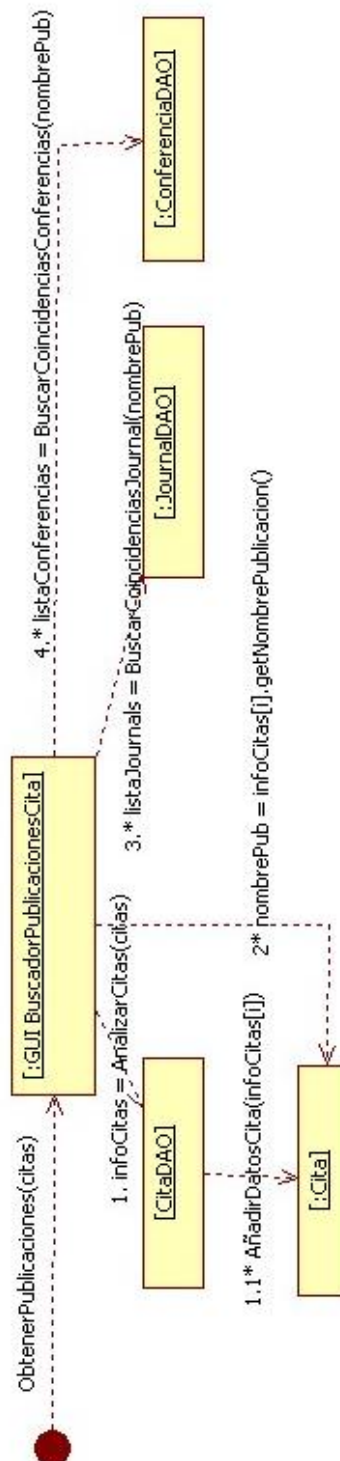 ObtenerPublicaciones(citas)
[:GUI BuscadorPublicacionesCita]
4.* listaConferencias = BuscarCoincidenciasConferencias(nombrePub)
1. infoCitas = AnalizarCitas(citas)
3.* listaJournals = BuscarCoincidenciasJournal(nombrePub)
[CitaDAO]
[:JournalDAO]
[:ConferenciaDAO]
1.1* AñadirDatosCita(infoCitas[i])
2* nombrePub = infoCitas[i].getNombrePublicacion()
[:Cita]